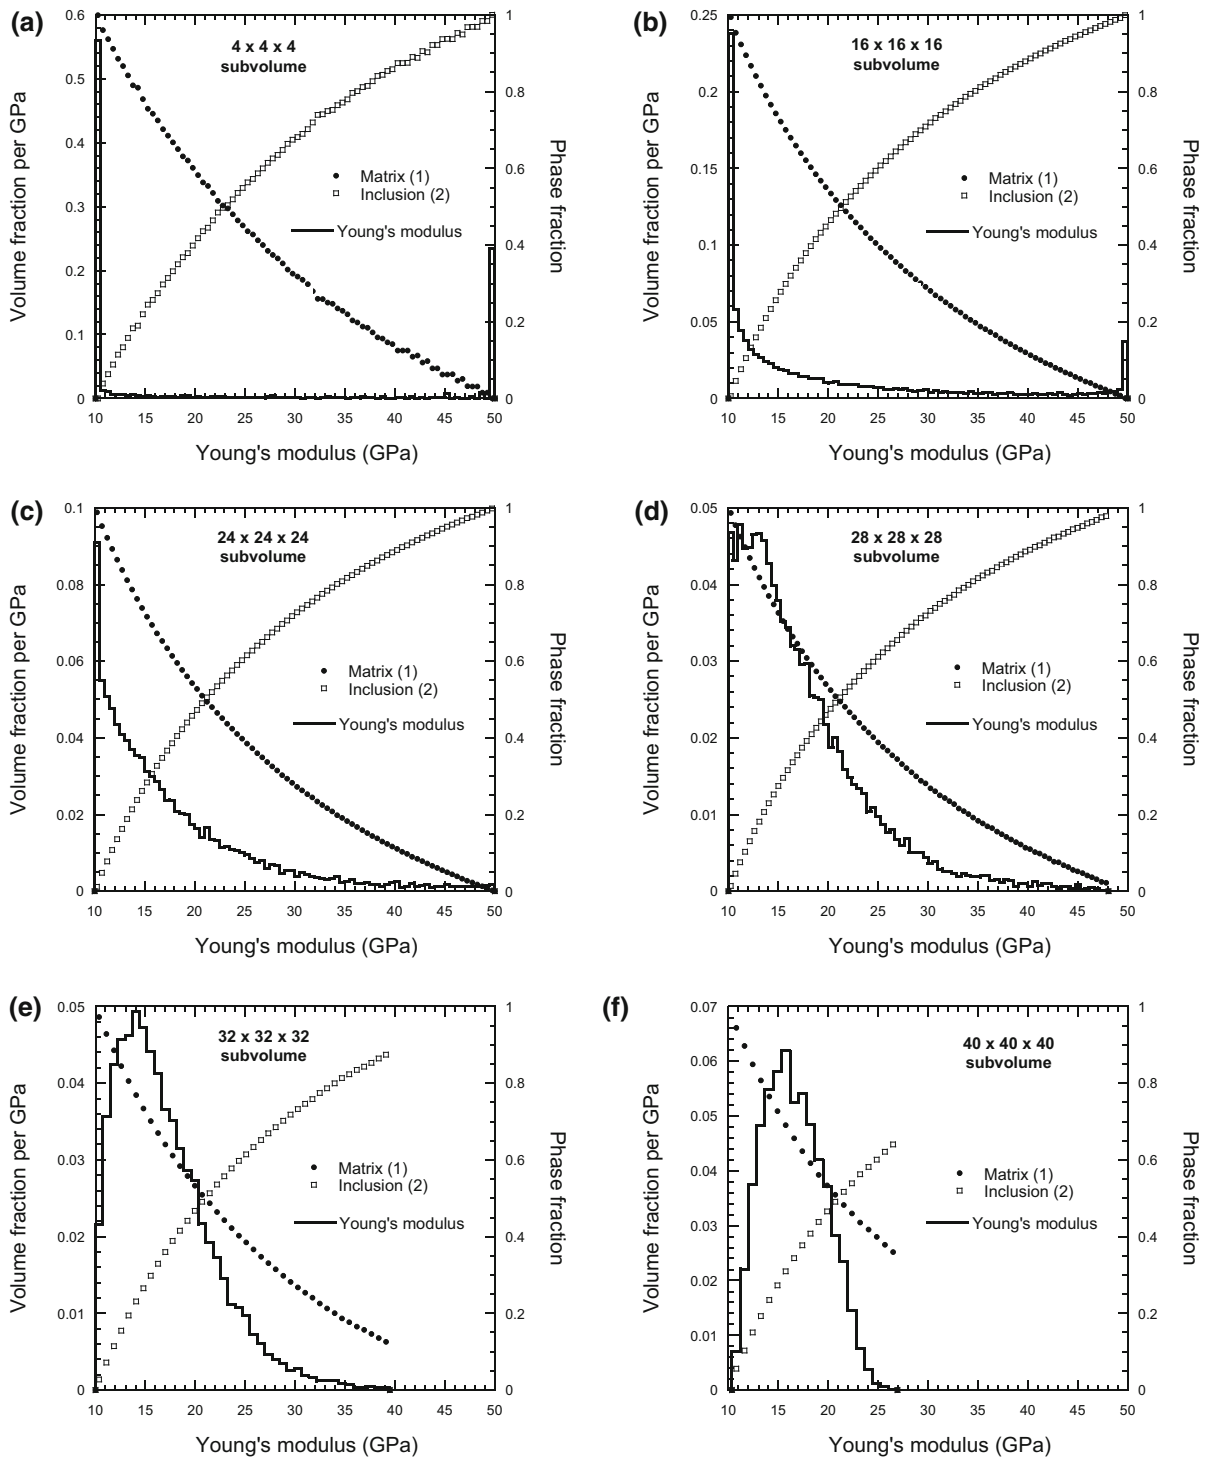 (a)
0.6
0.5
0.4
0.3
0.2
0.1
0
Volume fraction per GPa
4 x 4 x 4
subvolume
Matrix (1)
Inclusion (2)
Young's modulus
1
0.8
0.6
0.4
0.2
0
Phase fraction
10 15 20 25 30 35 40 45 50
Young's modulus (GPa)
(b)
0.25
0.2
0.15
0.1
0.05
0
Volume fraction per GPa
16 x 16 x 16
subvolume
Matrix (1)
Inclusion (2)
Young's modulus
1
0.8
0.6
0.4
0.2
0
Phase fraction
10 15 20 25 30 35 40 45 50
Young's modulus (GPa)
(c)
0.1
0.08
0.06
0.04
0.02
0
Volume fraction per GPa
24 x 24 x 24
subvolume
Matrix (1)
Inclusion (2)
Young's modulus
1
0.8
0.6
0.4
0.2
0
Phase fraction
10 15 20 25 30 35 40 45 50
Young's modulus (GPa)
(d)
0.05
0.04
0.03
0.02
0.01
0
Volume fraction per GPa
28 x 28 x 28
subvolume
Matrix (1)
Inclusion (2)
Young's modulus
1
0.8
0.6
0.4
0.2
0
Phase fraction
10 15 20 25 30 35 40 45 50
Young's modulus (GPa)
(e)
0.05
0.04
0.03
0.02
0.01
0
Volume fraction per GPa
32 x 32 x 32
subvolume
Matrix (1)
Inclusion (2)
Young's modulus
1
0.8
0.6
0.4
0.2
0
Phase fraction
10 15 20 25 30 35 40 45 50
Young's modulus (GPa)
(f)
0.07
0.06
0.05
0.04
0.03
0.02
0.01
0
Volume fraction per GPa
40 x 40 x 40
subvolume
Matrix (1)
Inclusion (2)
Young's modulus
1
0.8
0.6
0.4
0.2
0
Phase fraction
10 15 20 25 30 35 40 45 50
Young's modulus (GPa)